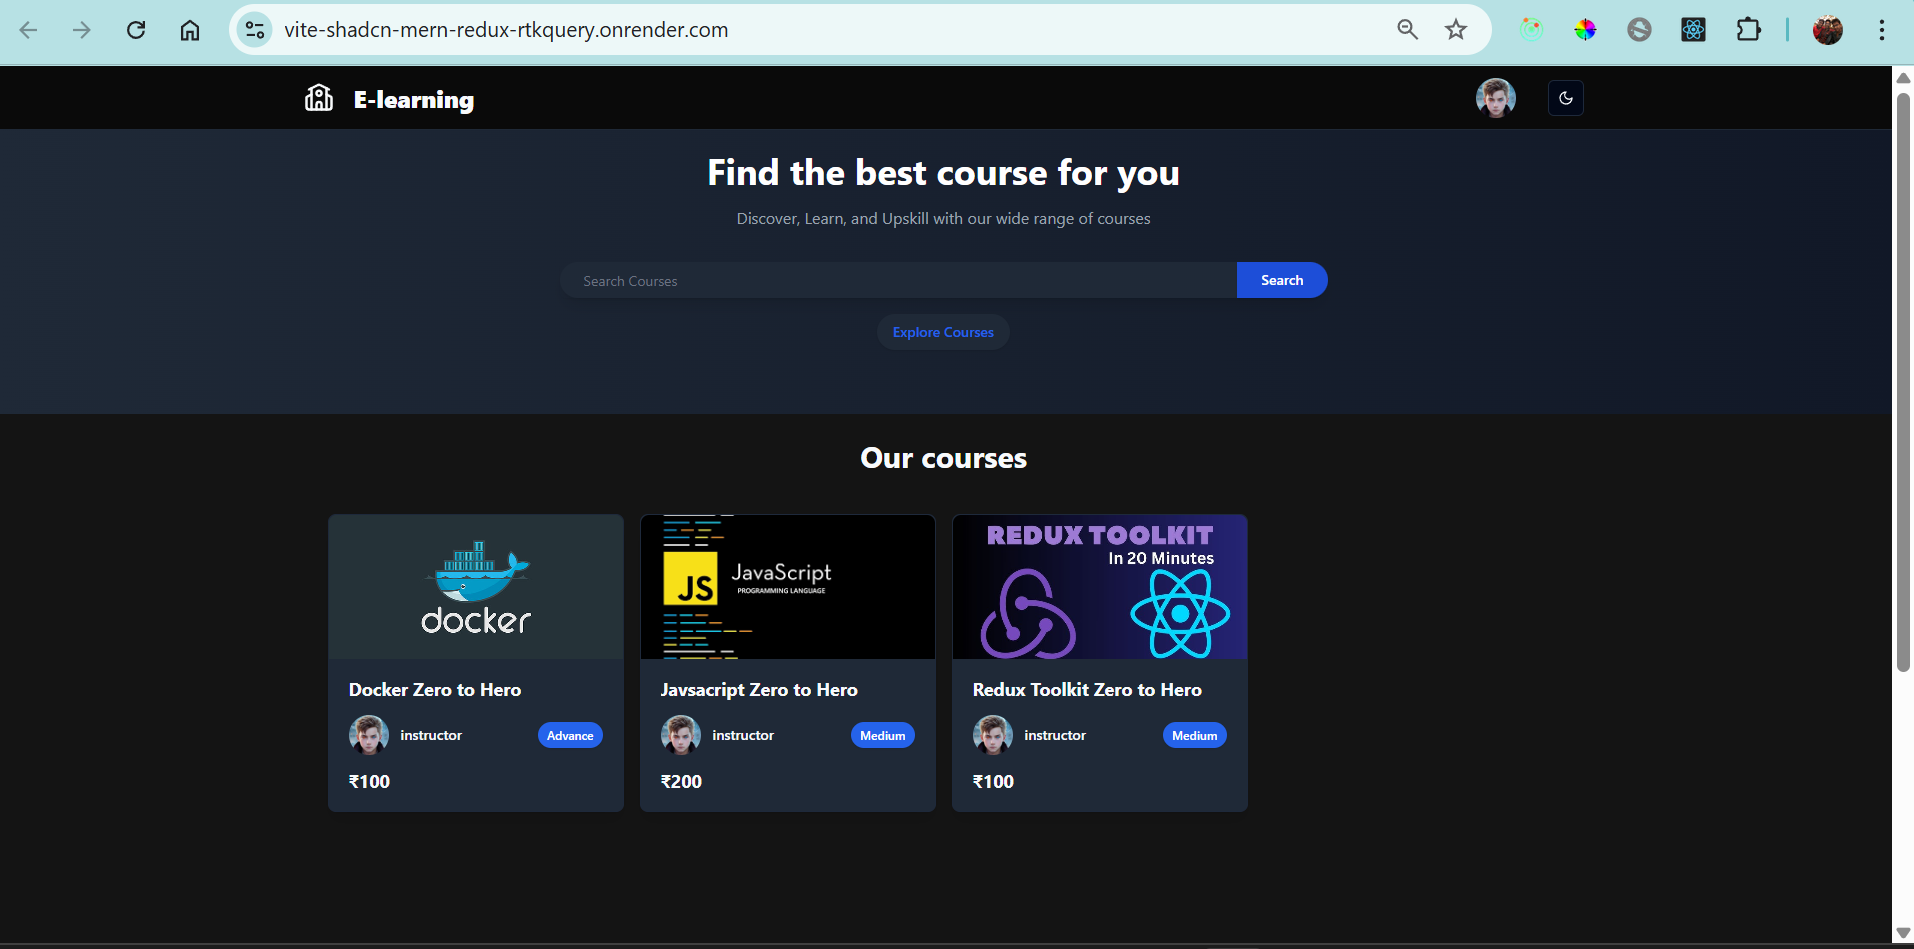 vite-shadcn-mern-redux-rtkquery.onrender.com
E-learning
Find the best course for you
Discover, Learn, and Upskill with our wide range of courses
Search Courses
Search
Explore Courses
Our courses
docker
JS
JavaScript
PROGRAMMING LANGUAGE
REDUX TOOLKIT
In 20 Minutes
Docker Zero to Hero
instructor
Advance
₹100
Javsacript Zero to Hero
instructor
Medium
₹200
Redux Toolkit Zero to Hero
instructor
Medium
₹100